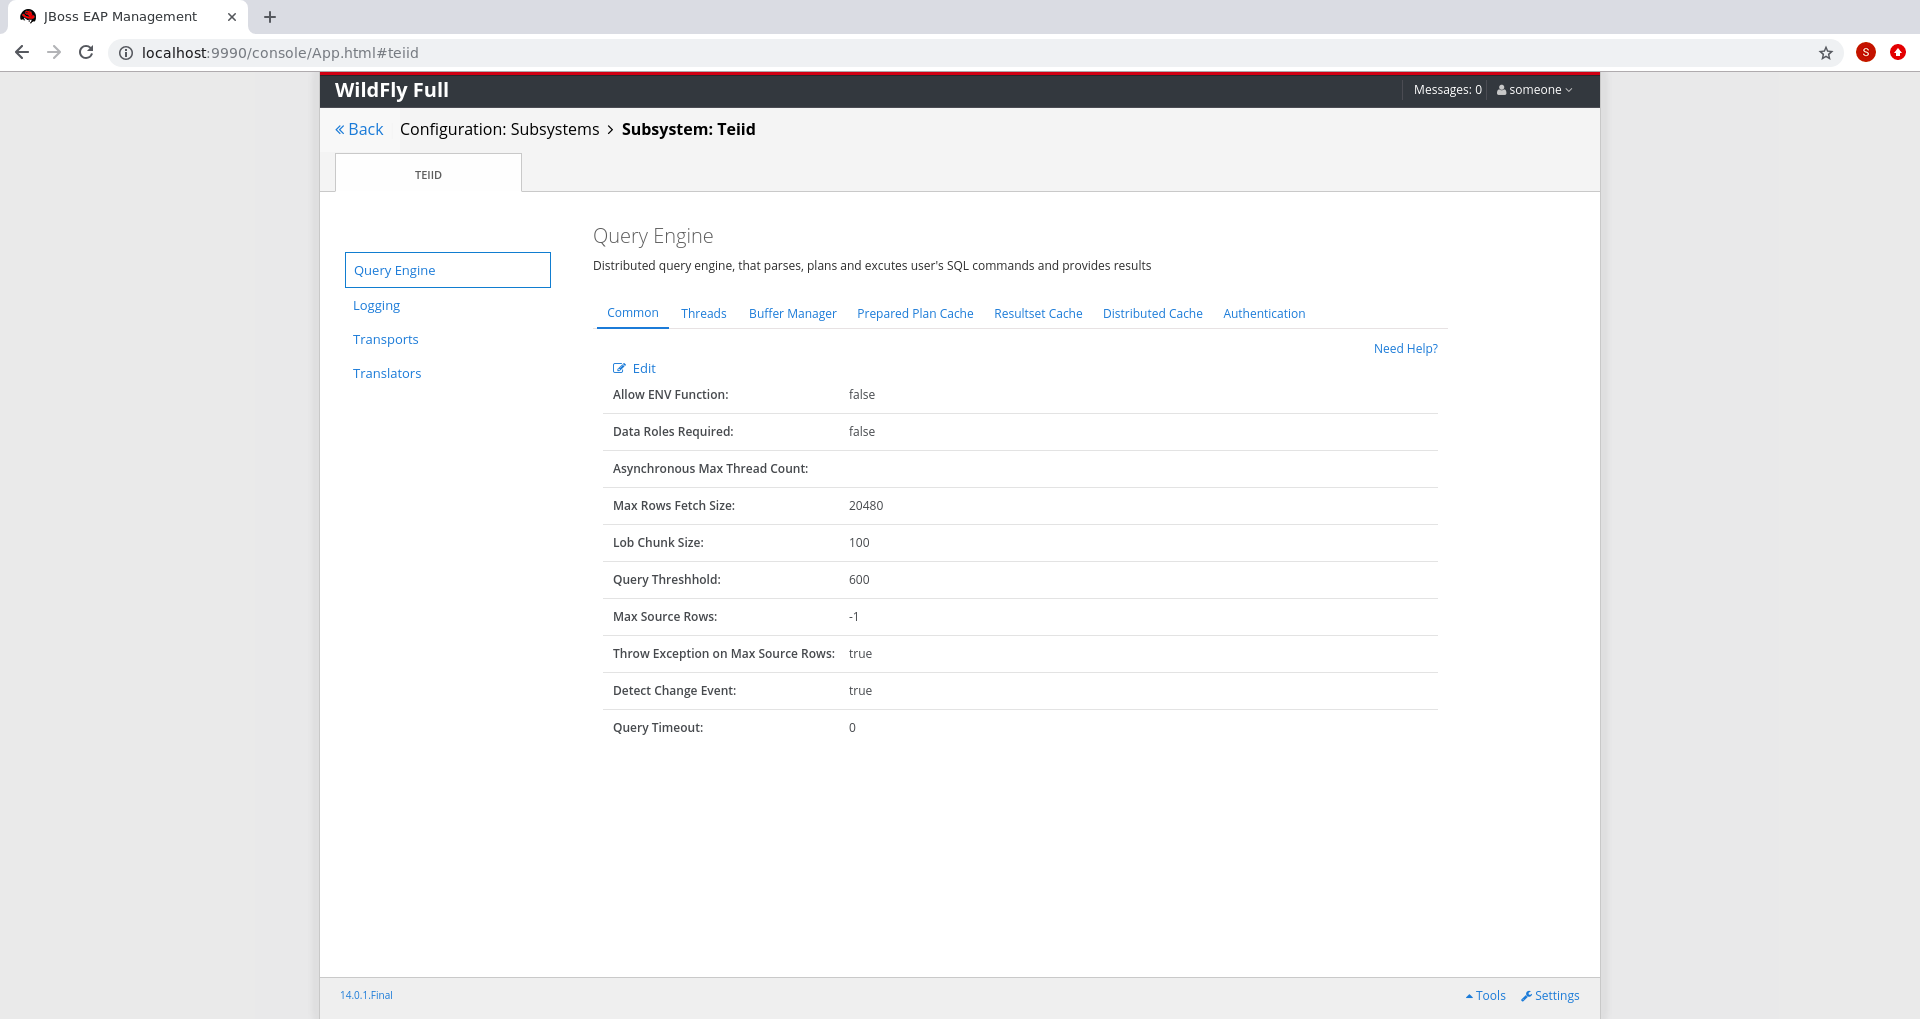 JBoss EAP Management
localhost:9990/console/App.html#teiid
S
WildFly Full
Messages: 0
someone
« Back
Configuration: Subsystems > Subsystem: Teiid
TEIID
Query Engine
Logging
Transports
Translators
Query Engine
Distributed query engine, that parses, plans and excutes user's SQL commands and provides results
Common Threads Buffer Manager Prepared Plan Cache Resultset Cache Distributed Cache Authentication
Need Help?
Edit
Allow ENV Function: false
Data Roles Required: false
Asynchronous Max Thread Count:
Max Rows Fetch Size: 20480
Lob Chunk Size: 100
Query Threshhold: 600
Max Source Rows: -1
Throw Exception on Max Source Rows: true
Detect Change Event: true
Query Timeout: 0
14.0.1.Final
Tools
Settings